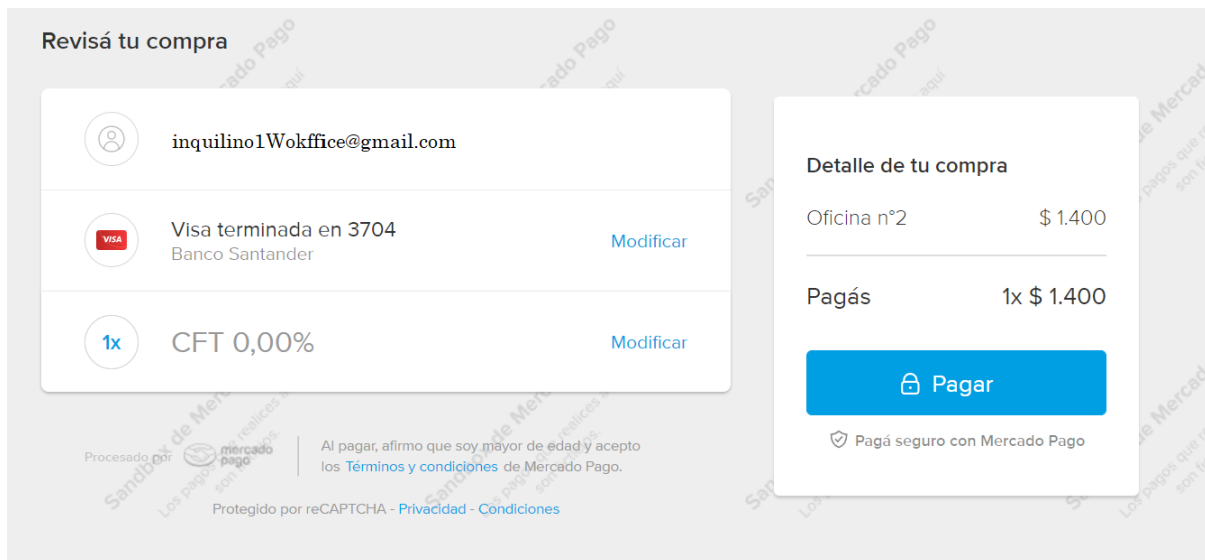 Revisá tu compra
inquilino1Wokffice@gmail.com
VISA
Visa terminada en 3704
Banco Santander
Modificar
1x
CFT 0,00%
Modificar
Detalle de tu compra
Oficina n°2 $ 1.400
Pagás 1x $ 1.400
Pagar
Pagá seguro con Mercado Pago
Procesado por mercado pago
Al pagar, afirmo que soy mayor de edad y acepto
los Términos y condiciones de Mercado Pago.
Protegido por reCAPTCHA - Privacidad - Condiciones